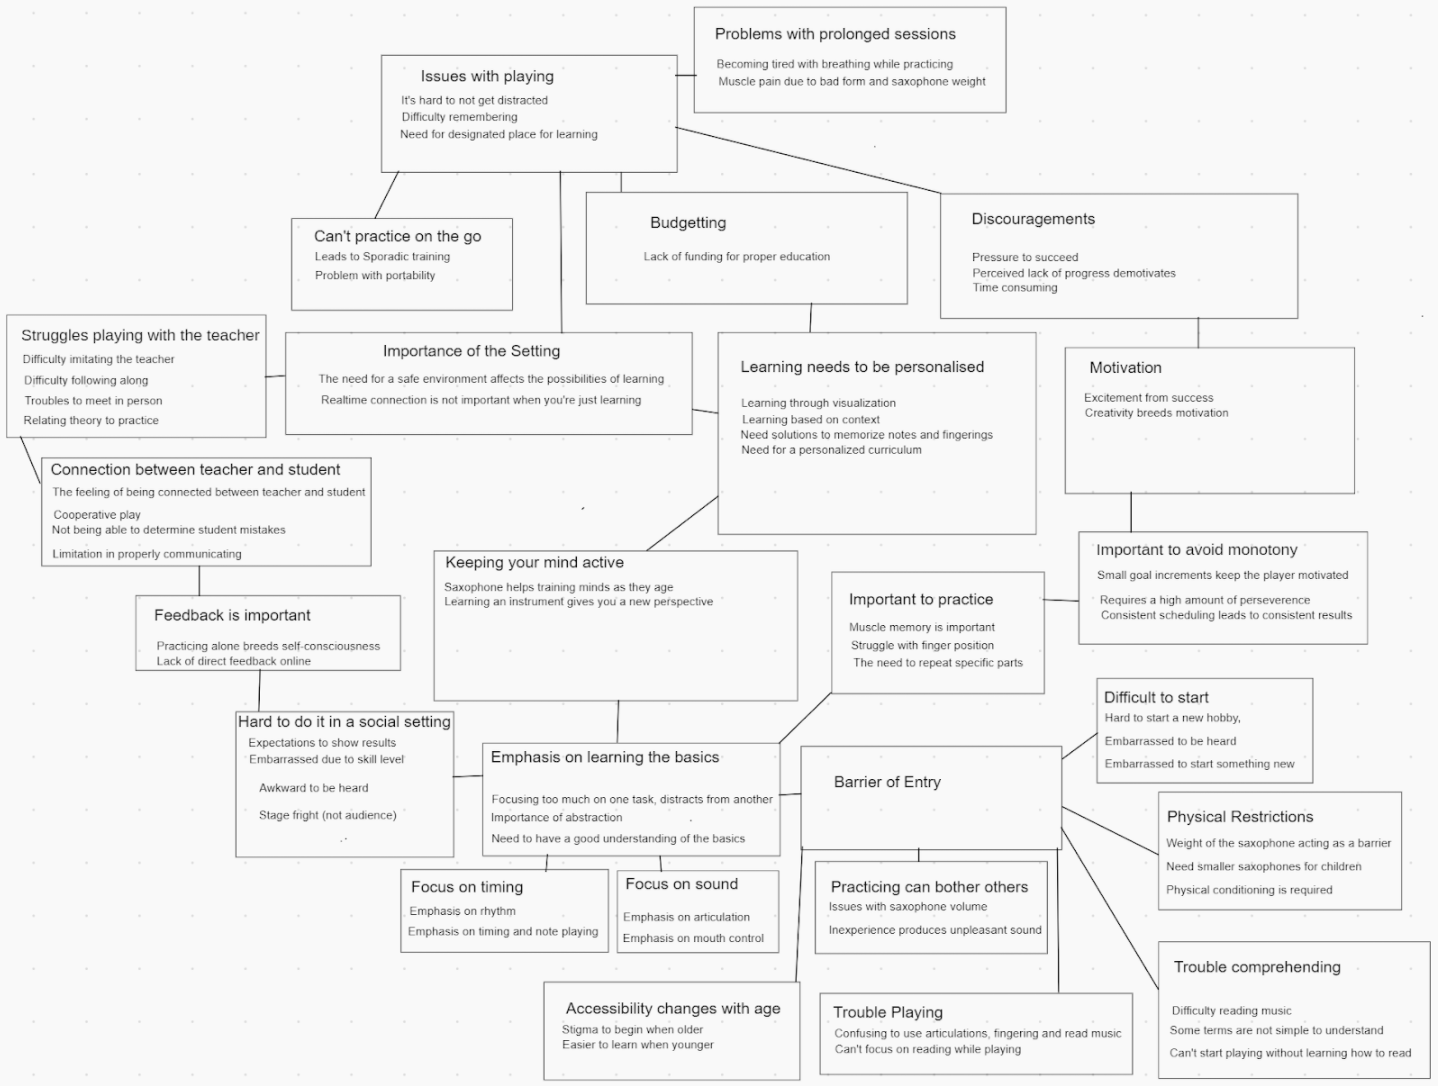 Problems with prolonged sessions
Becoming tired with breathing while practicing
Muscle pain due to bad form and saxophone weight
Issues with playing
It's hard to not get distracted
Difficulty remembering
Need for designated place for learning
Can't practice on the go
Leads to Sporadic training
Problem with portability
Budgetting
Lack of funding for proper education
Discouragements
Pressure to succeed
Perceived lack of progress demotivates
Time consuming
Struggles playing with the teacher
Difficulty imitating the teacher
Difficulty following along
Troubles to meet in person
Relating theory to practice
Importance of the Setting
The need for a safe environment affects the possibilities of learning
Realtime connection is not important when you're just learning
Learning needs to be personalised
Learning through visualization
Learning based on context
Need solutions to memorize notes and fingerings
Need for a personalized curriculum
Motivation
Excitement from success
Creativity breeds motivation
Connection between teacher and student
The feeling of being connected between teacher and student
Cooperative play
Not being able to determine student mistakes
Limitation in properly communicating
Keeping your mind active
Saxophone helps training minds as they age
Learning an instrument gives you a new perspective
Important to avoid monotony
Small goal increments keep the player motivated
Requires a high amount of perseverence
Consistent scheduling leads to consistent results
Important to practice
Muscle memory is important
Struggle with finger position
The need to repeat specific parts
Feedback is important
Practicing alone breeds self-consciousness
Lack of direct feedback online
Hard to do it in a social setting
Expectations to show results
Embarrassed due to skill level
Awkward to be heard
Stage fright (not audience)
Emphasis on learning the basics
Focusing too much on one task, distracts from another
Importance of abstraction
Need to have a good understanding of the basics
Barrier of Entry
Difficult to start
Hard to start a new hobby,
Embarrassed to be heard
Embarrassed to start something new
Physical Restrictions
Weight of the saxophone acting as a barrier
Need smaller saxophones for children
Physical conditioning is required
Focus on timing
Emphasis on rhythm
Emphasis on timing and note playing
Focus on sound
Emphasis on articulation
Emphasis on mouth control
Practicing can bother others
Issues with saxophone volume
Inexperience produces unpleasant sound
Accessibility changes with age
Stigma to begin when older
Easier to learn when younger
Trouble Playing
Confusing to use articulations, fingering and read music
Can't focus on reading while playing
Trouble comprehending
Difficulty reading music
Some terms are not simple to understand
Can't start playing without learning how to read